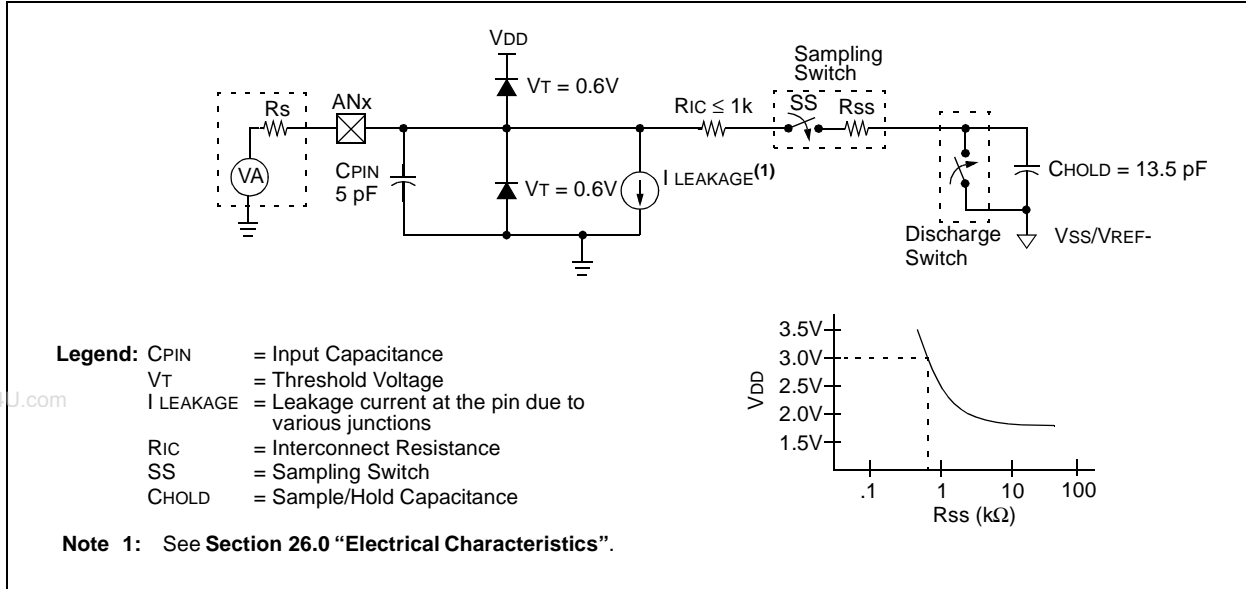 VDD
Sampling
Switch
VT = 0.6V
Rs
ANx
RIC ≤ 1k
SS
Rss
VA
CPIN
5 pF
VT = 0.6V
I LEAKAGE(1)
CHOLD = 13.5 pF
Discharge
Switch
VSS/VREF-
Legend: CPIN = Input Capacitance
VT = Threshold Voltage
I LEAKAGE = Leakage current at the pin due to
various junctions
RIC = Interconnect Resistance
SS = Sampling Switch
CHOLD = Sample/Hold Capacitance
4U.com
VDD
3.5V
3.0V
2.5V
2.0V
1.5V
.1 1 10 100
Rss (kΩ)
Note 1: See Section 26.0 “Electrical Characteristics”.